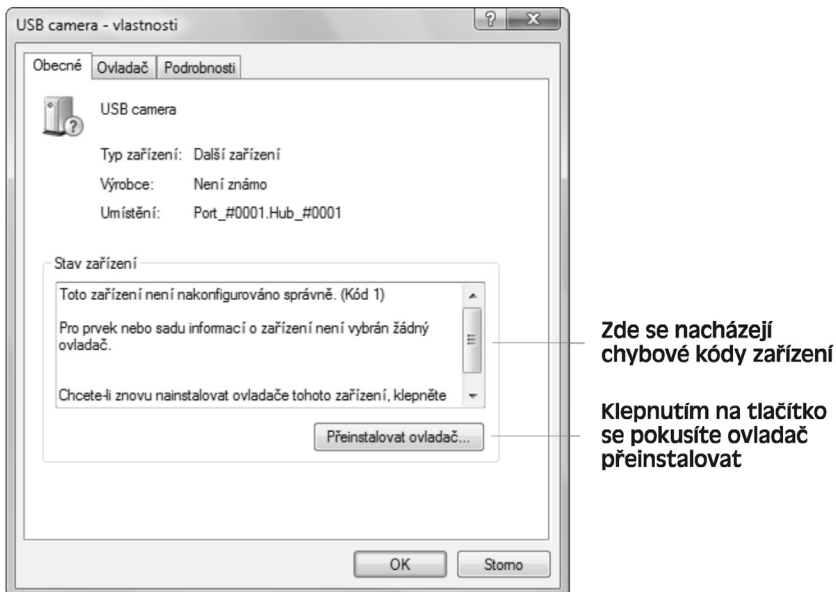 USB camera - vlastnosti
Obecné Ovladač Podrobnosti
USB camera
Typ zařízení: Další zařízení
Výrobce: Není známo
Umístění: Port_#0001.Hub_#0001
Stav zařízení
Toto zařízení není nakonfigurováno správně. (Kód 1)
Pro prvek nebo sadu informací o zařízení není vybrán žádný
ovladač.
Chcete-li znovu nainstalovat ovladače tohoto zařízení, klepněte
Přeinstalovat ovladač...
OK Storno
Zde se nacházejí
chybové kódy zařízení
Klepnutím na tlačítko
se pokusíte ovladač
přeinstalovat